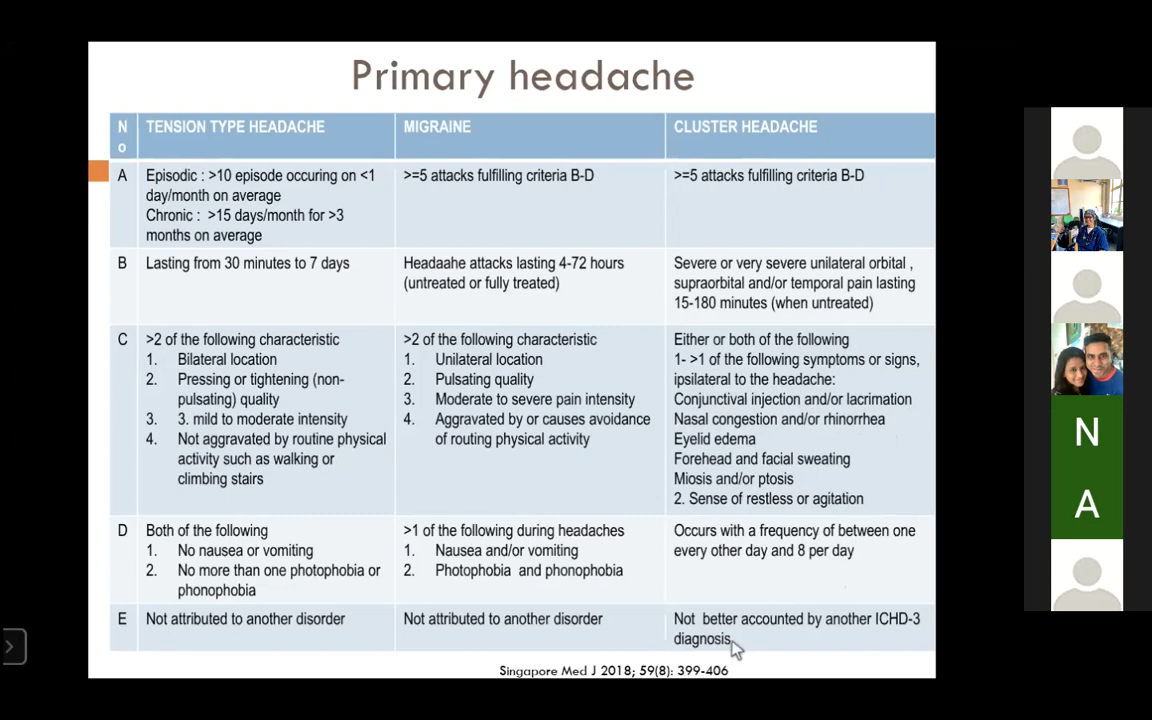 Primary headache
No TENSION TYPE HEADACHE MIGRAINE CLUSTER HEADACHE
A
Episodic : >10 episode occuring on <1
day/month on average
Chronic : >15 days/month for >3
months on average
>=5 attacks fulfilling criteria B-D
>=5 attacks fulfilling criteria B-D
B
Lasting from 30 minutes to 7 days
Headaahe attacks lasting 4-72 hours
(untreated or fully treated)
Severe or very severe unilateral orbital ,
supraorbital and/or temporal pain lasting
15-180 minutes (when untreated)
C
>2 of the following characteristic
1. Bilateral location
2. Pressing or tightening (non-
pulsating) quality
3. 3. mild to moderate intensity
4. Not aggravated by routine physical
activity such as walking or
climbing stairs
>2 of the following characteristic
1. Unilateral location
2. Pulsating quality
3. Moderate to severe pain intensity
4. Aggravated by or causes avoidance
of routing physical activity
Either or both of the following
1- >1 of the following symptoms or signs,
ipsilateral to the headache:
Conjunctival injection and/or lacrimation
Nasal congestion and/or rhinorrhea
Eyelid edema
Forehead and facial sweating
Miosis and/or ptosis
2. Sense of restless or agitation
D
Both of the following
1. No nausea or vomiting
2. No more than one photophobia or
phonophobia
>1 of the following during headaches
1. Nausea and/or vomiting
2. Photophobia and phonophobia
Occurs with a frequency of between one
every other day and 8 per day
E
Not attributed to another disorder
Not attributed to another disorder
Not better accounted by another ICHD-3
diagnosis
Singapore Med J 2018; 59(8): 399-406
N
A